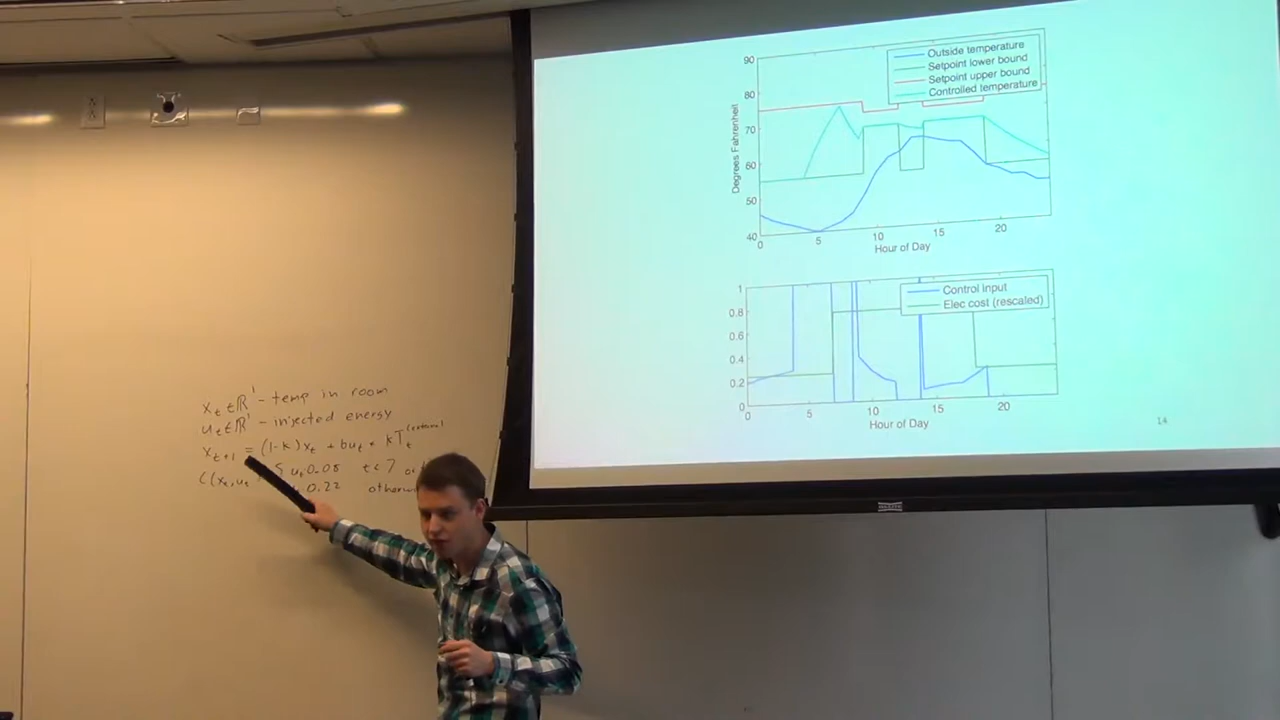 90
80
70
60
50
40
0
5
10
15
20
Degrees Fahrenheit
Hour of Day
Outside temperature
Setpoint lower bound
Setpoint upper bound
Controlled temperature
1
0.8
0.6
0.4
0.2
0
0
5
10
15
20
Hour of Day
Control Input
Elec cost (rescaled)
14
x_t ∈ ℝ¹ - temp in room
u_t ∈ ℝ¹ - injected energy
x_{t+1} = (1-k)x_t + bu_t + kT_t
C(x_t, u_t u_t 0.08 t<7 or
0.22